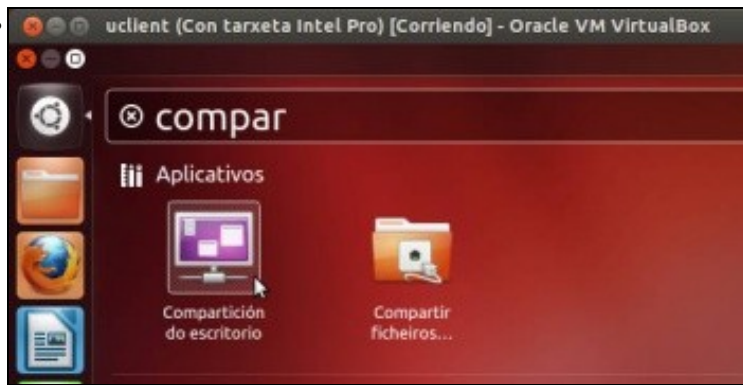 uclient (Con tarxeta Intel Pro) [Corriendo] - Oracle VM VirtualBox
compar
Aplicativos
Compartición
do escritorio
Compartir
ficheiros...